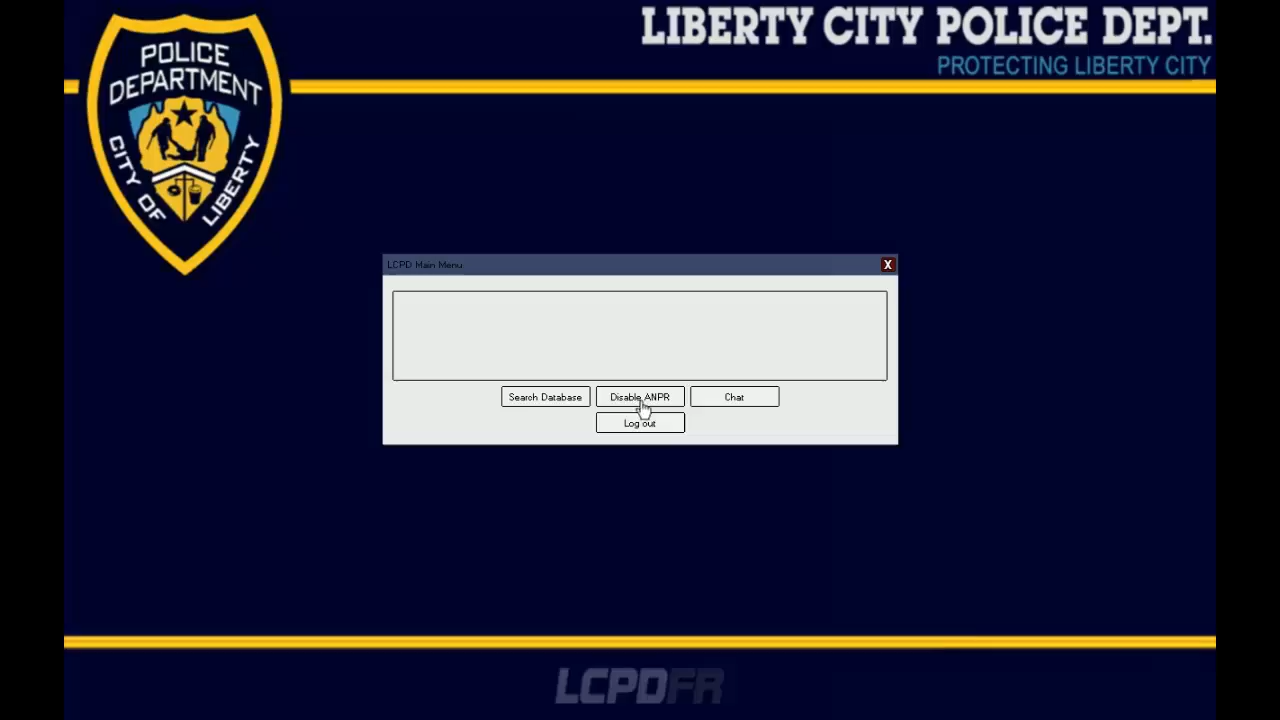 LIBERTY CITY POLICE DEPT.
PROTECTING LIBERTY CITY
POLICE
DEPARTMENT
CITY OF LIBERTY
LCPD Main Menu
X
Search Database
Disable ANPR
Chat
Log out
LCPDFR